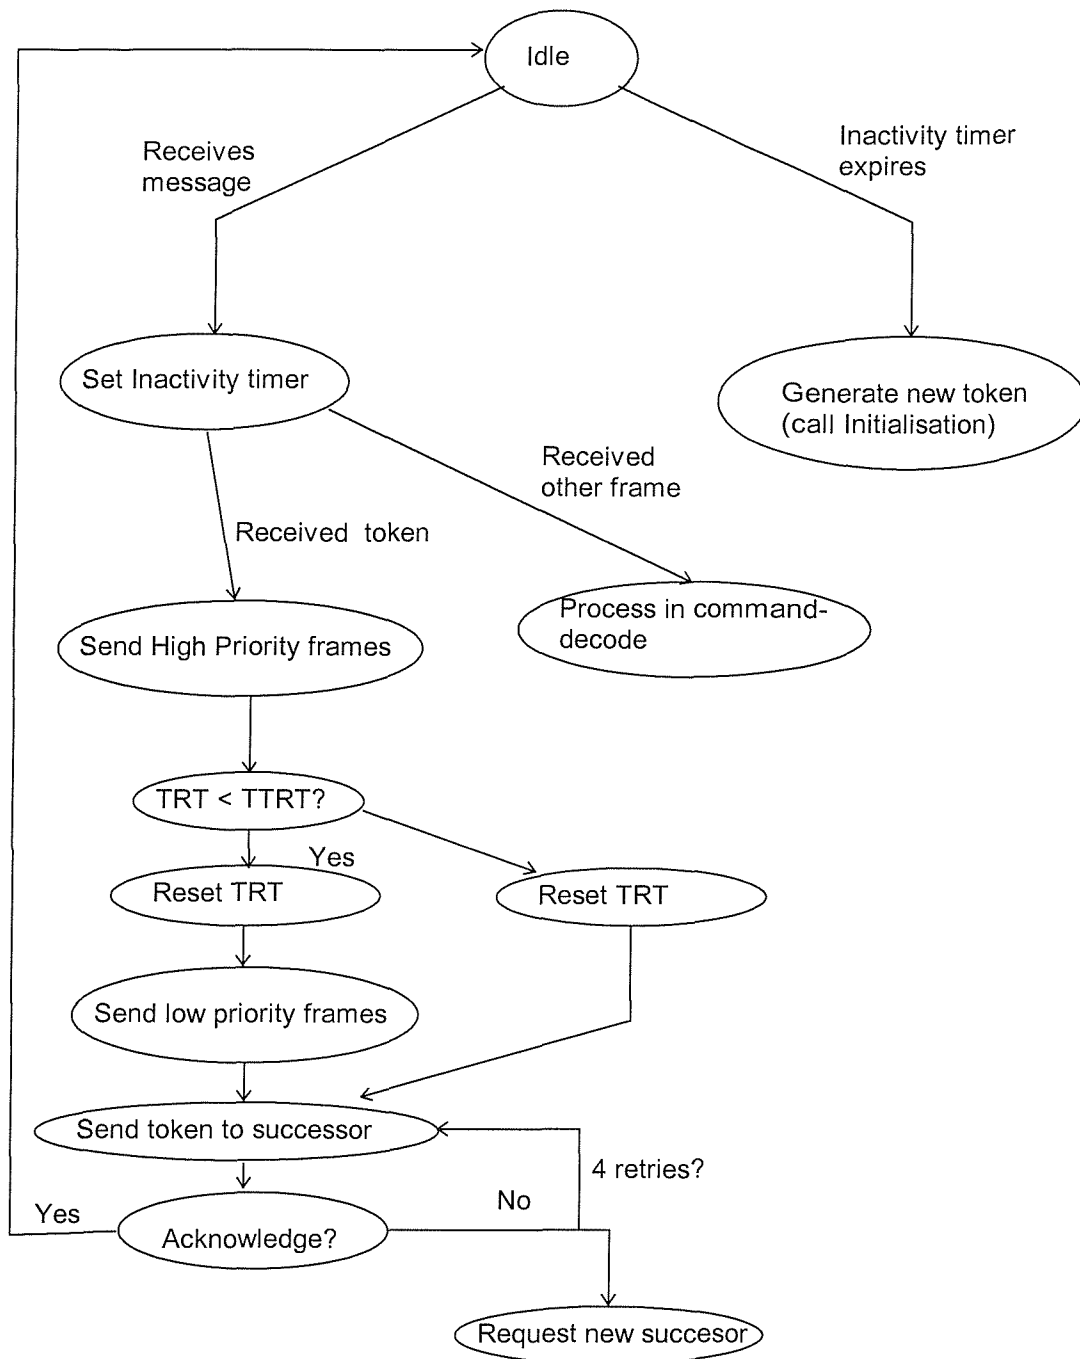 Idle
Receives
message
Inactivity timer
expires
Set Inactivity timer
Generate new token
(call Initialisation)
Received
other frame
Received token
Process in command-
decode
Send High Priority frames
TRT < TTRT?
Yes
Reset TRT
Reset TRT
Send low priority frames
Send token to successor
4 retries?
No
Yes
Acknowledge?
Request new succesor